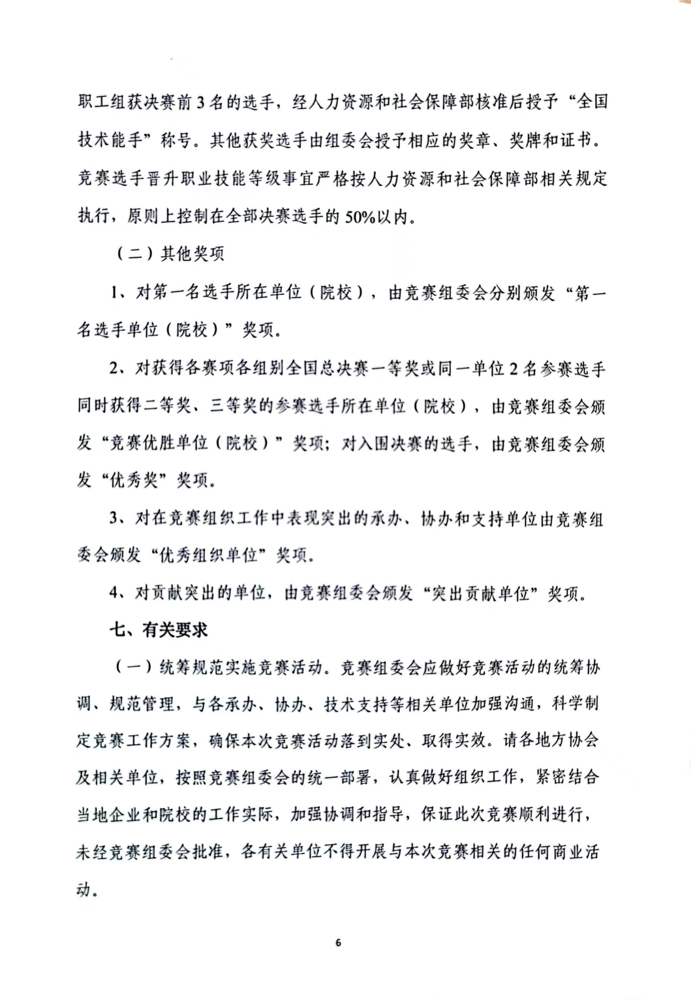 职工组获决赛前3名的选手，经人力资源和社会保障部核准后授予“全国
技术能手”称号。其他获奖选手由组委会授予相应的奖章、奖牌和证书。
竞赛选手晋升职业技能等级事宜严格按人力资源和社会保障部相关规定
执行，原则上控制在全部决赛选手的50%以内。
（二）其他奖项
1、对第一名选手所在单位（院校），由竞赛组委会分别颁发“第一
名选手单位（院校）”奖项。
2、对获得各赛项各组别全国总决赛一等奖或同一单位2名参赛选手
同时获得二等奖、三等奖的参赛选手所在单位（院校），由竞赛组委会颁
发“竞赛优胜单位（院校）”奖项；对入围决赛的选手，由竞赛组委会颁
发“优秀奖”奖项。
3、对在竞赛组织工作中表现突出的承办、协办和支持单位由竞赛组
委会颁发“优秀组织单位”奖项。
4、对贡献突出的单位，由竞赛组委会颁发“突出贡献单位”奖项。
七、有关要求
（一）统筹规范实施竞赛活动。竞赛组委会应做好竞赛活动的统筹协
调、规范管理，与各承办、协办、技术支持等相关单位加强沟通，科学制
定竞赛工作方案，确保本次竞赛活动落到实处、取得实效。请各地方协会
及相关单位，按照竞赛组委会的统一部署，认真做好组织工作，紧密结合
当地企业和院校的工作实际，加强协调和指导，保证此次竞赛顺利进行，
未经竞赛组委会批准，各有关单位不得开展与本次竞赛相关的任何商业活
动。
6